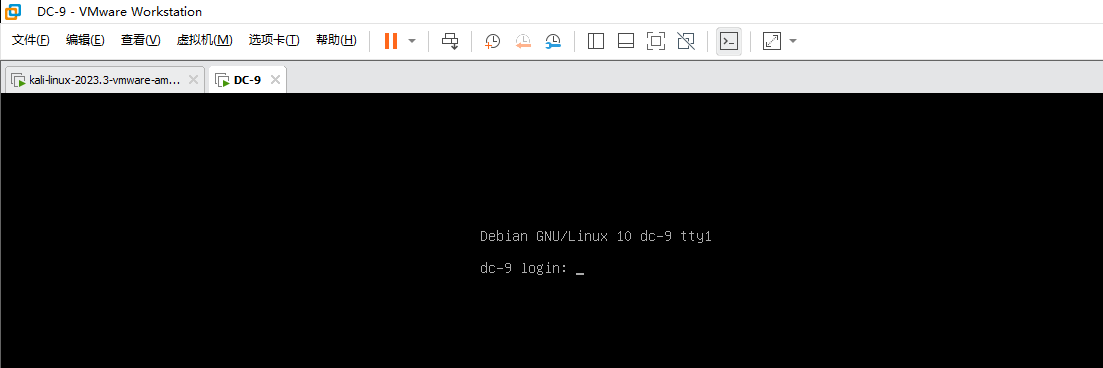 DC-9 - VMware Workstation
文件(F) 编辑(E) 查看(V) 虚拟机(M) 选项卡(T) 帮助(H)
kali-linux-2023.3-vmware-am... DC-9
Debian GNU/Linux 10 dc-9 tty1
dc-9 login: _